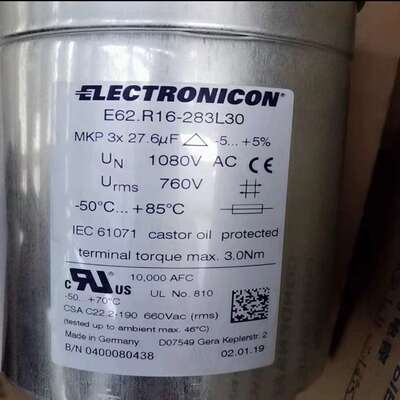 ELECTRONICON®
E62.R16-283L30
MKP 3x 27.6µF △ -5...+5%
UN 1080V AC CE
Urms 760V
-50°C...+85°C
IEC 61071 castor oil protected
terminal torque max. 3.0Nm
c RU us
10,000 AFC
-50...+70°C UL No. 810
CSA C22.2-190 660Vac (rms)
(tested up to ambient max. 46°C)
Made in Germany D07549 Gera Keplerstr. 2
B/N 0400080438 02.01.19